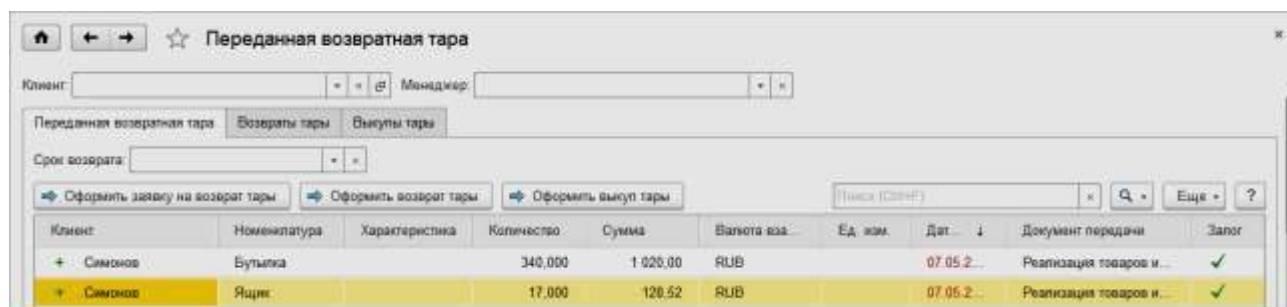 Переданная возвратная тара
Клиент: Менеджер:
Переданная возвратная тара Возвраты тары Выкупы тары
Срок возврата:
Оформить заявку на возврат тары Оформить возврат тары Оформить выкуп тары Поиск (Ctrl+F) Еще ?
Клиент Номенклатура Характеристика Количество Сумма Валюта вза... Ед. изм. Дат... Документ передачи Залог
Симонов Бутылка 340,000 1 020,00 RUB 07.05.2... Реализация товаров и...
Симонов Ящик 17,000 128,52 RUB 07.05.2... Реализация товаров и...